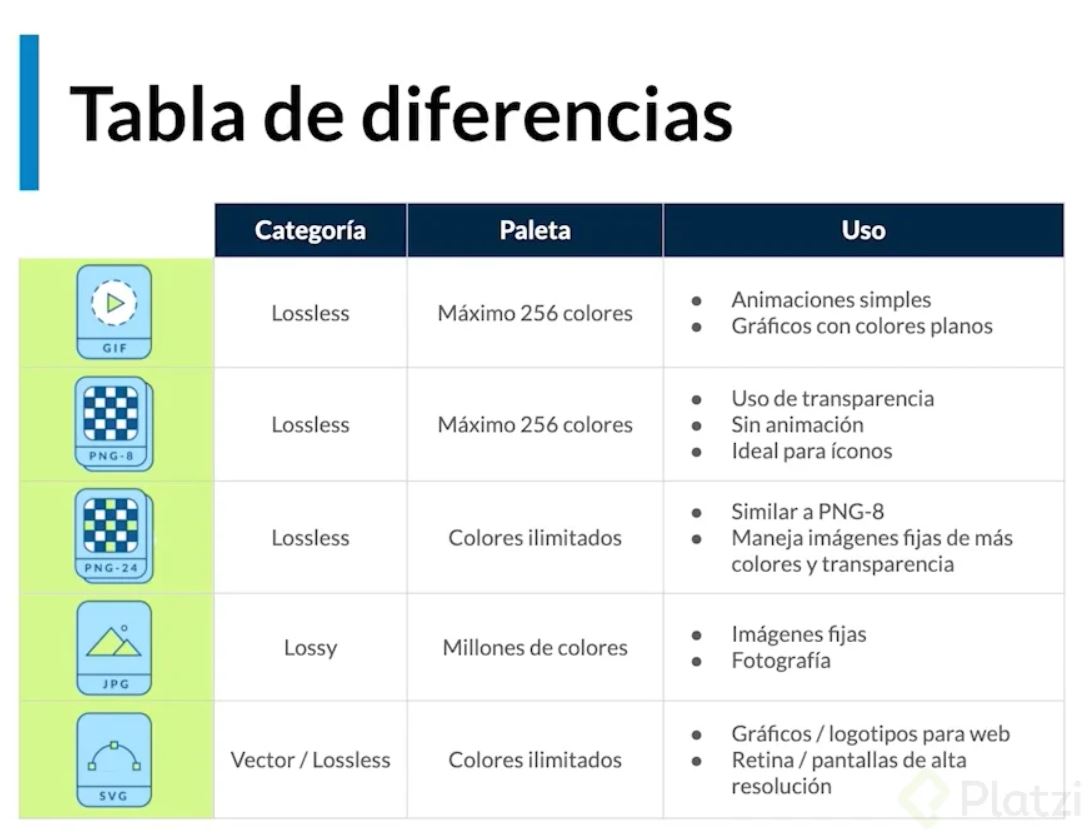 Tabla de diferencias
Categoría Paleta Uso
GIF
Lossless
Máximo 256 colores
● Animaciones simples
● Gráficos con colores planos
PNG-8
Lossless
Máximo 256 colores
● Uso de transparencia
● Sin animación
● Ideal para íconos
PNG-24
Lossless
Colores ilimitados
● Similar a PNG-8
● Maneja imágenes fijas de más
colores y transparencia
JPG
Lossy
Millones de colores
● Imágenes fijas
● Fotografía
SVG
Vector / Lossless
Colores ilimitados
● Gráficos / logotipos para web
● Retina / pantallas de alta
resolución
Platzi